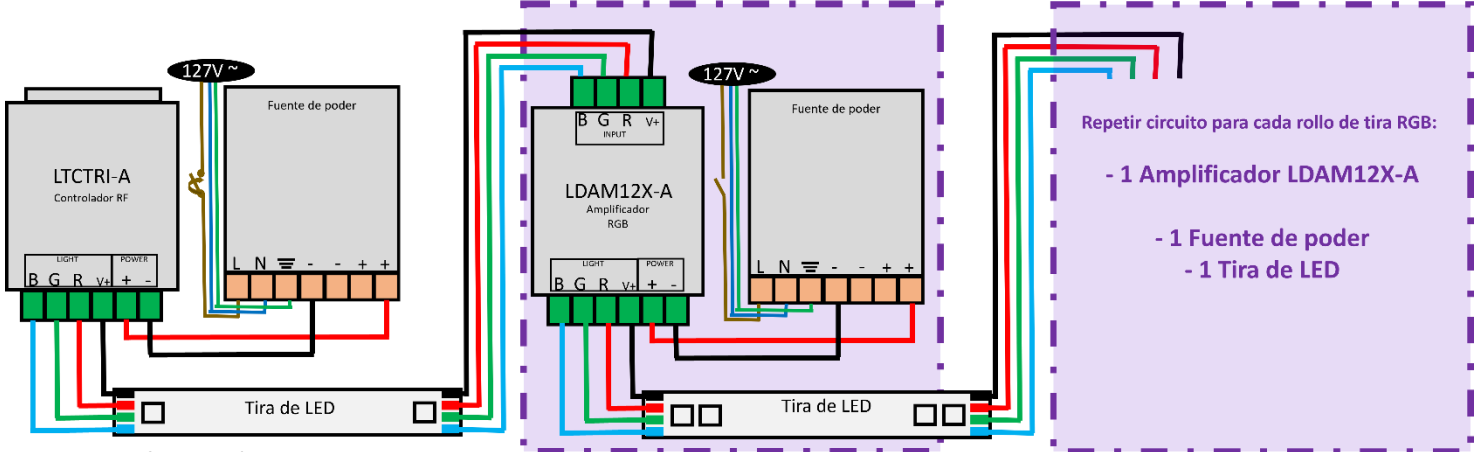 127V ~
LTCTRI-A
Controlador RF
LIGHT POWER
B G R V+ + -
Fuente de poder
L N - - + +
Tira de LED
B G R V+
INPUT
LDAM12X-A
Amplificador
RGB
LIGHT POWER
B G R V+ + -
127V ~
Fuente de poder
L N - - + +
Tira de LED
Repetir circuito para cada rollo de tira RGB:
- 1 Amplificador LDAM12X-A
- 1 Fuente de poder
- 1 Tira de LED